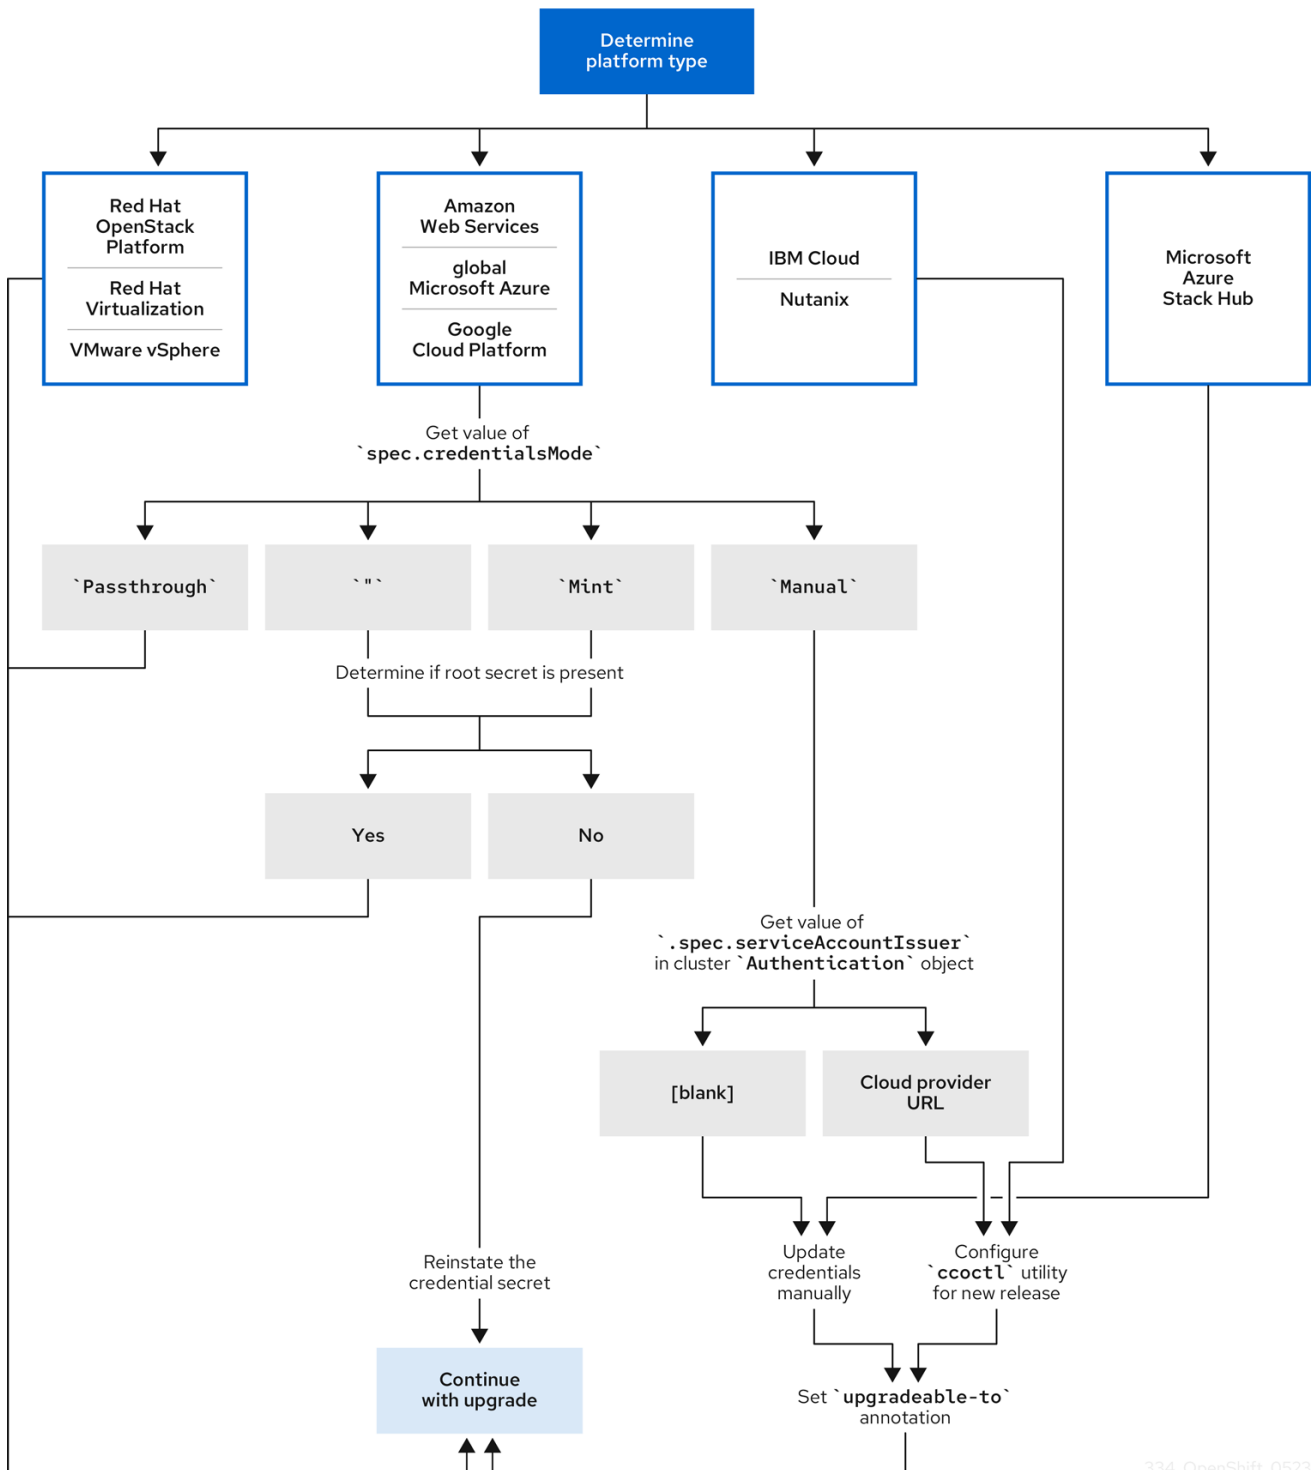 Determine
platform type
Red Hat
OpenStack
Platform
Red Hat
Virtualization
VMware vSphere
Amazon
Web Services
global
Microsoft Azure
Google
Cloud Platform
IBM Cloud
Nutanix
Microsoft
Azure
Stack Hub
Get value of
`spec.credentialsMode`
`Passthrough`
`"`
`Mint`
`Manual`
Determine if root secret is present
Yes
No
Get value of
`.spec.serviceAccountIssuer`
in cluster `Authentication` object
[blank]
Cloud provider
URL
Reinstate the
credential secret
Update
credentials
manually
Configure
`ccoctl` utility
for new release
Continue
with upgrade
Set `upgradeable-to`
annotation
334_OpenShift_0523